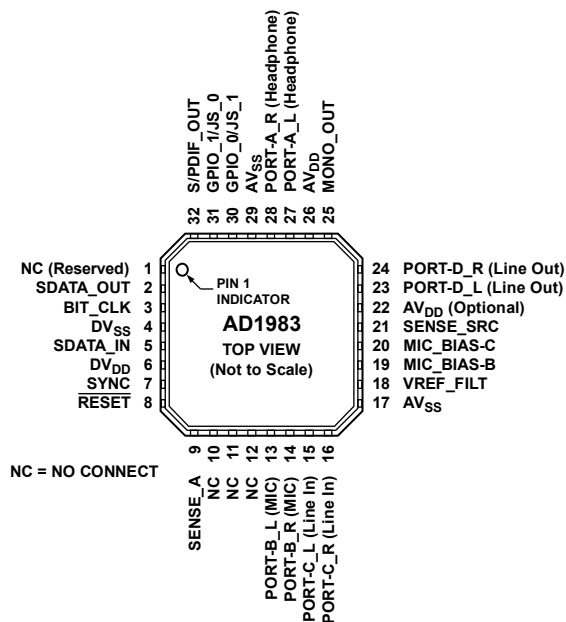 S/PDIF_OUT
GPIO_1/JS_0
GPIO_0/JS_1
AVSS
PORT-A_R (Headphone)
PORT-A_L (Headphone)
AVDD
MONO_OUT
32 31 30 29 28 27 26 25
NC (Reserved) 1
SDATA_OUT 2
BIT_CLK 3
DVSS 4
SDATA_IN 5
DVDD 6
SYNC 7
RESET 8
PIN 1
INDICATOR
AD1983
TOP VIEW
(Not to Scale)
24 PORT-D_R (Line Out)
23 PORT-D_L (Line Out)
22 AVDD (Optional)
21 SENSE_SRC
20 MIC_BIAS-C
19 MIC_BIAS-B
18 VREF_FILT
17 AVSS
9 10 11 12 13 14 15 16
SENSE_A
NC
NC
NC
PORT-B_L (MIC)
PORT-B_R (MIC)
PORT-C_L (Line In)
PORT-C_R (Line In)
NC = NO CONNECT